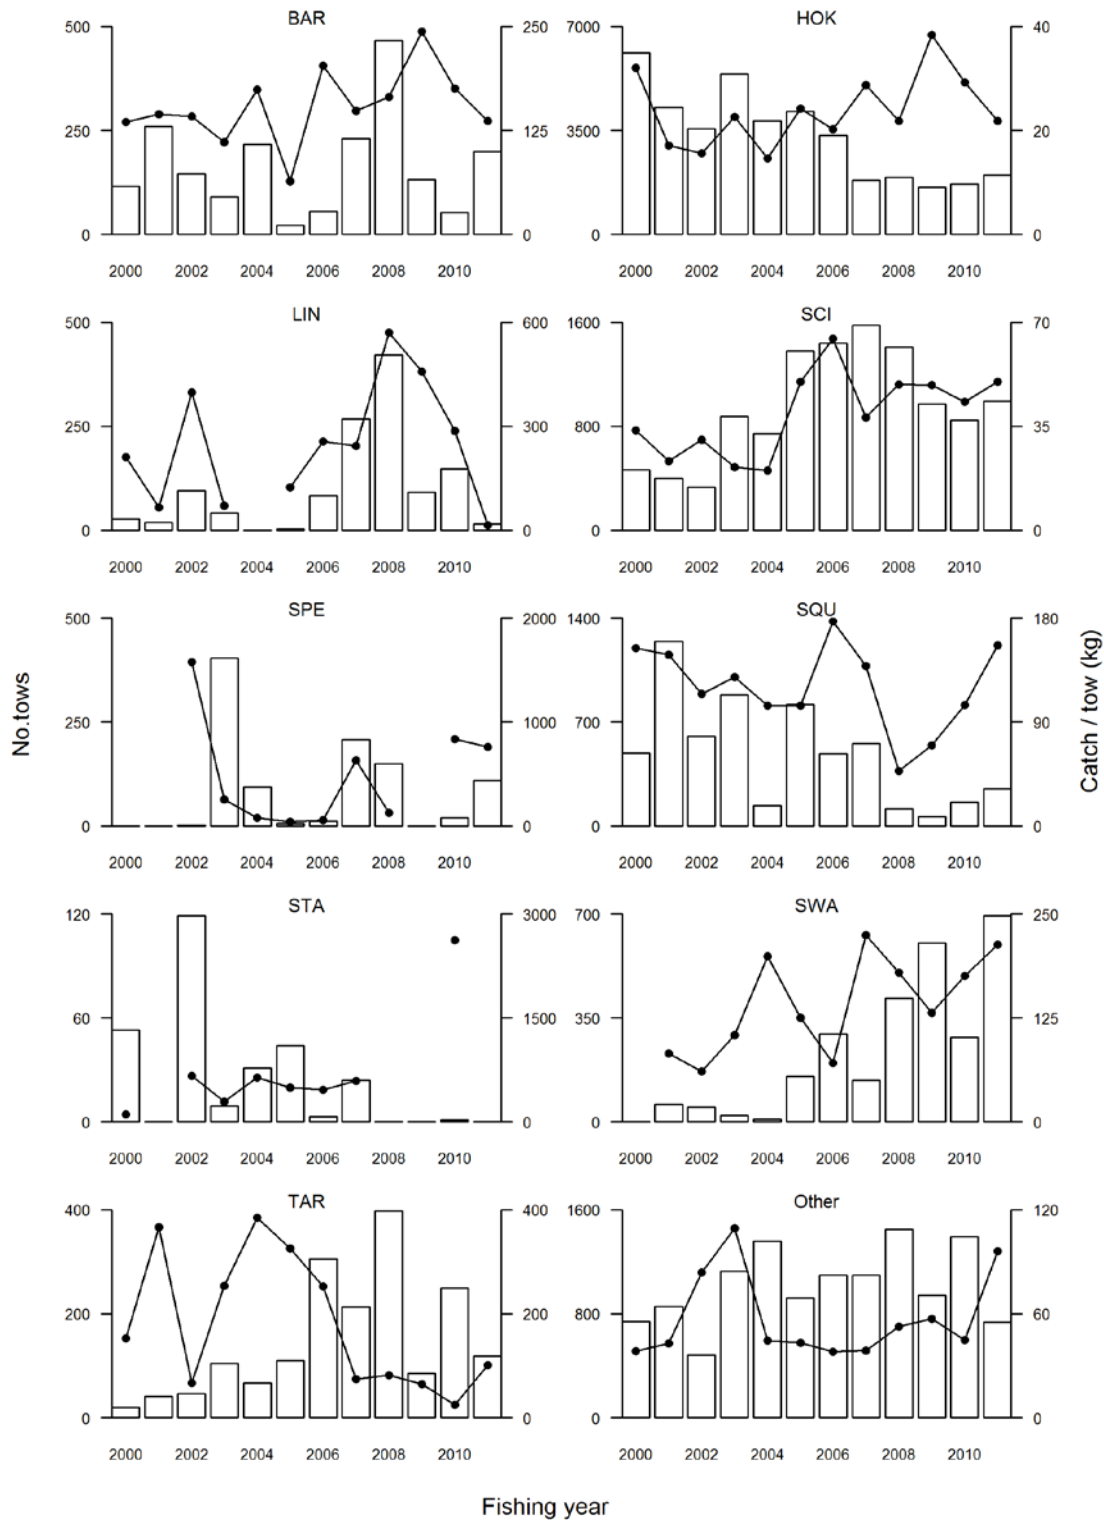 BAR HOK
500 250 7000 40
250 125 3500 20
0 0 0 0
2000 2002 2004 2006 2008 2010 2000 2002 2004 2006 2008 2010
LIN SCI
500 600 1600 70
250 300 800 35
0 0 0 0
2000 2002 2004 2006 2008 2010 2000 2002 2004 2006 2008 2010
SPE SQU
500 2000 1400 180
250 1000 700 90
0 0 0 0
2000 2002 2004 2006 2008 2010 2000 2002 2004 2006 2008 2010
No.tows
Catch / tow (kg)
STA SWA
120 3000 700 250
60 1500 350 125
0 0 0 0
2000 2002 2004 2006 2008 2010 2000 2002 2004 2006 2008 2010
TAR Other
400 400 1600 120
200 200 800 60
0 0 0 0
2000 2002 2004 2006 2008 2010 2000 2002 2004 2006 2008 2010
Fishing year